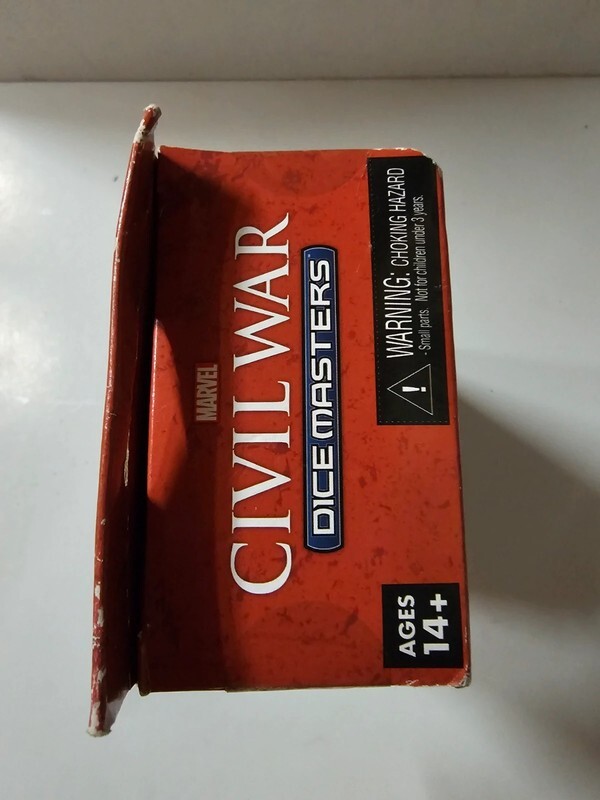 MARVEL
CIVIL WAR
DICE MASTERS
AGES
14+
WARNING: CHOKING HAZARD
- Small parts. Not for children under 3 years.